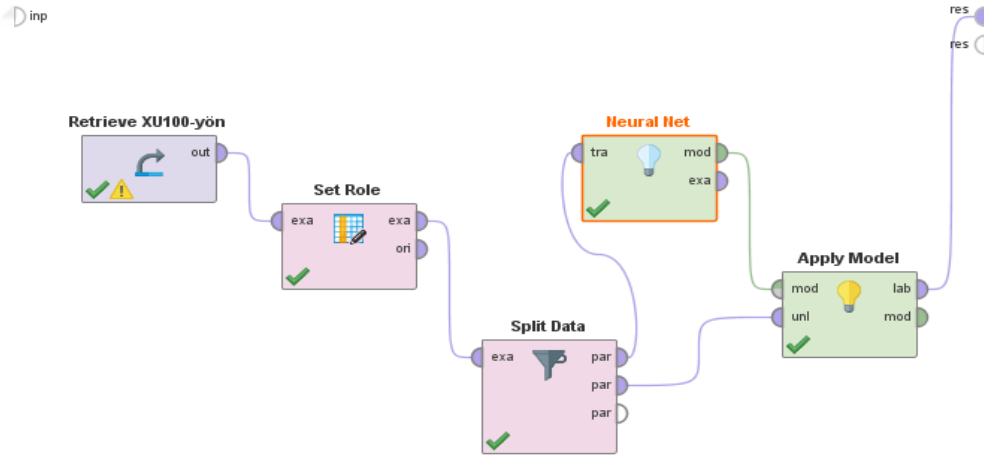 res
inp
res
Retrieve XU100-yön
out
Neural Net
tra
mod
exa
Set Role
exa
exa
ori
Apply Model
mod
lab
unl
mod
Split Data
exa
par
par
par